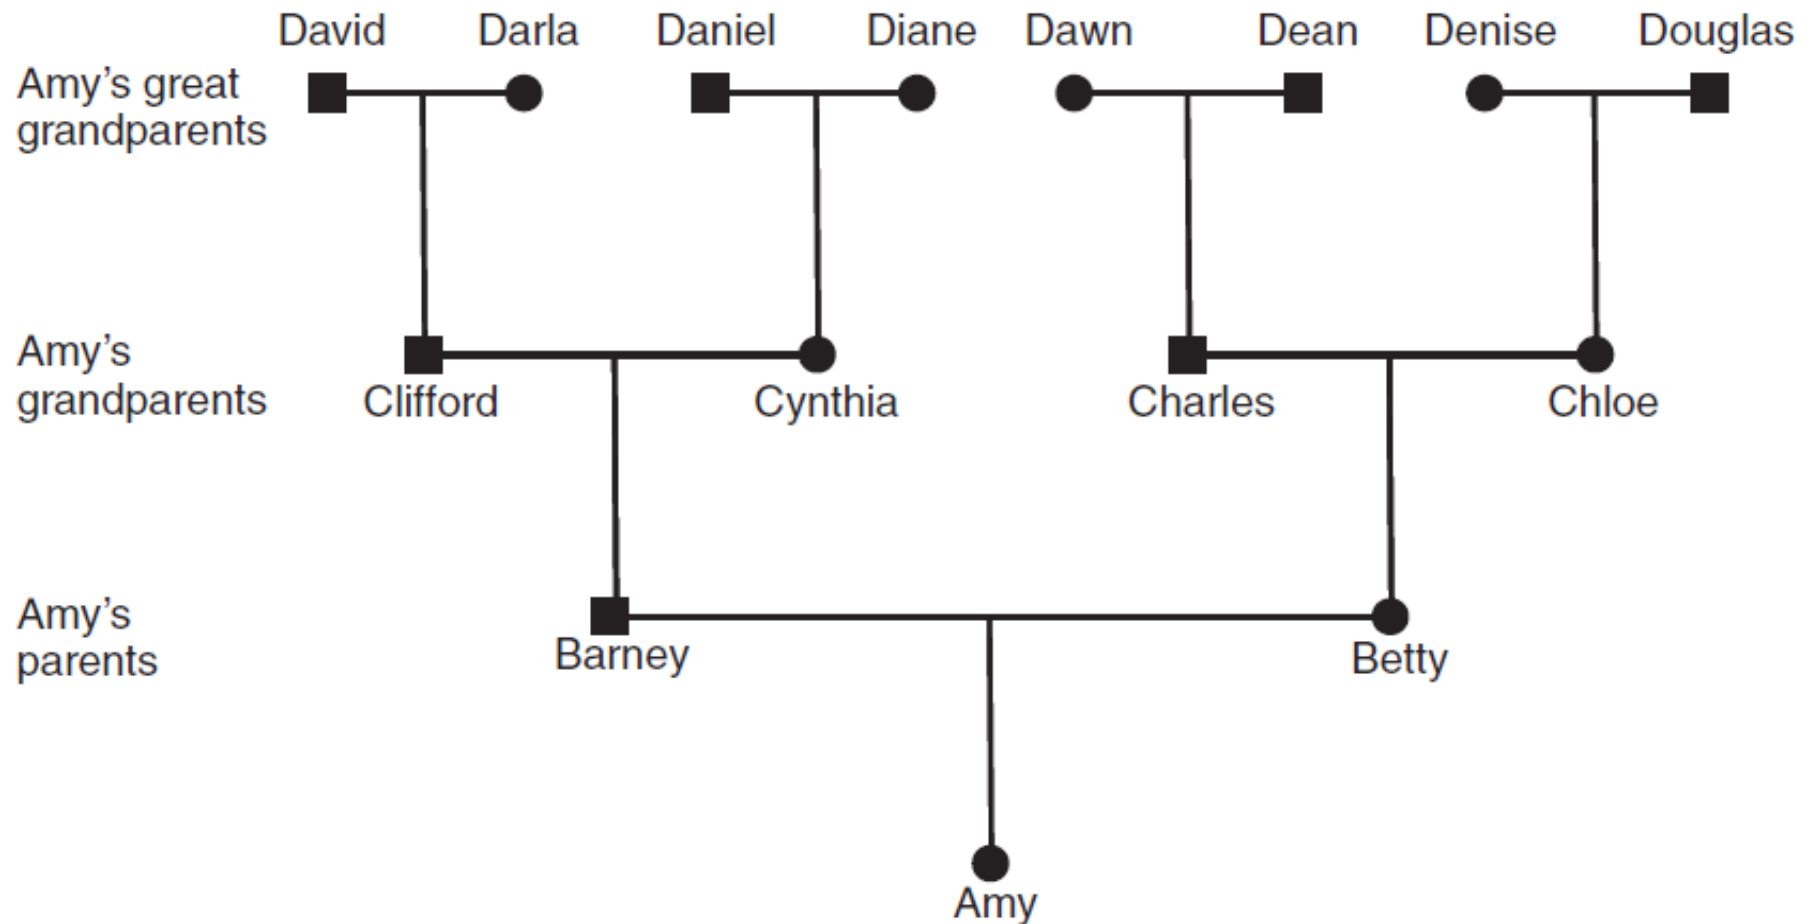 David Darla Daniel Diane Dawn Dean Denise Douglas
Amy’s great
grandparents
Amy’s
grandparents
Clifford Cynthia Charles Chloe
Amy’s
parents
Barney Betty
Amy